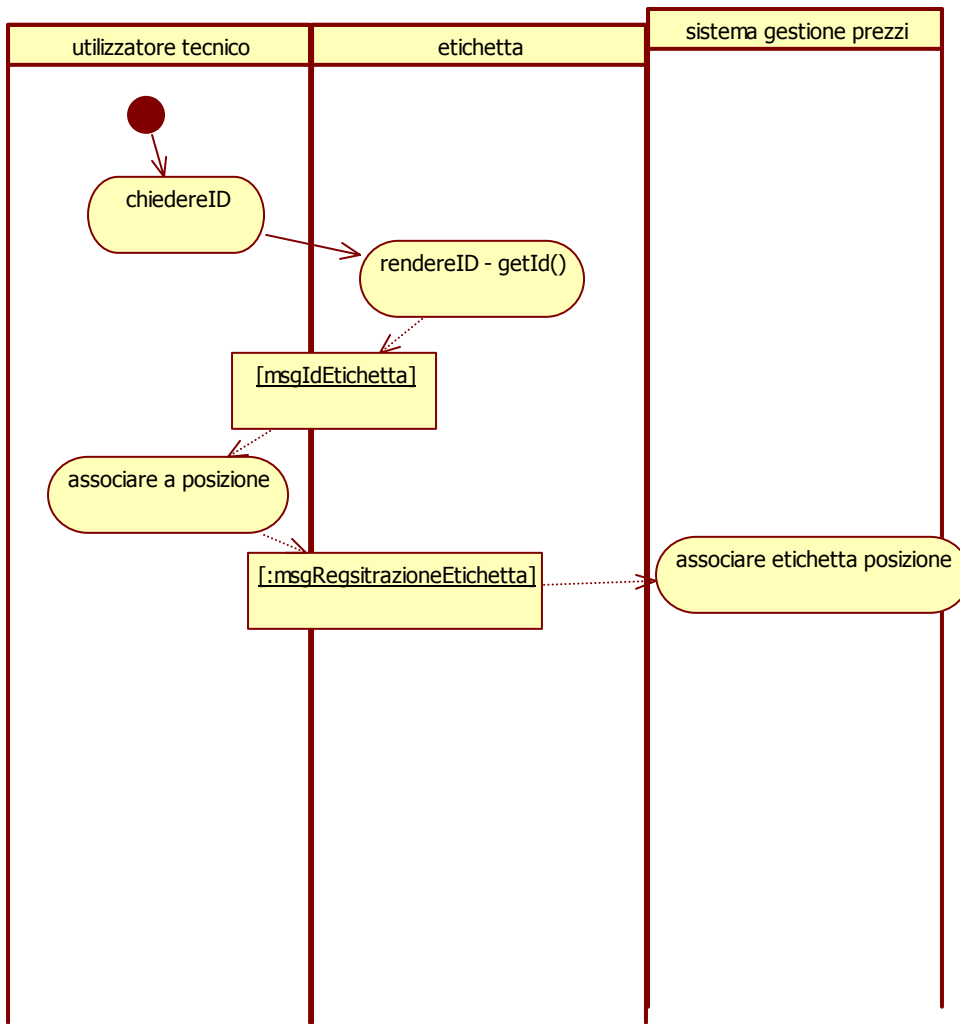 utilizzatore tecnico
etichetta
sistema gestione prezzi
chiedereID
rendereID - getId()
[msgIdEtichetta]
associare a posizione
[:msgRegsitrazioneEtichetta]
associare etichetta posizione